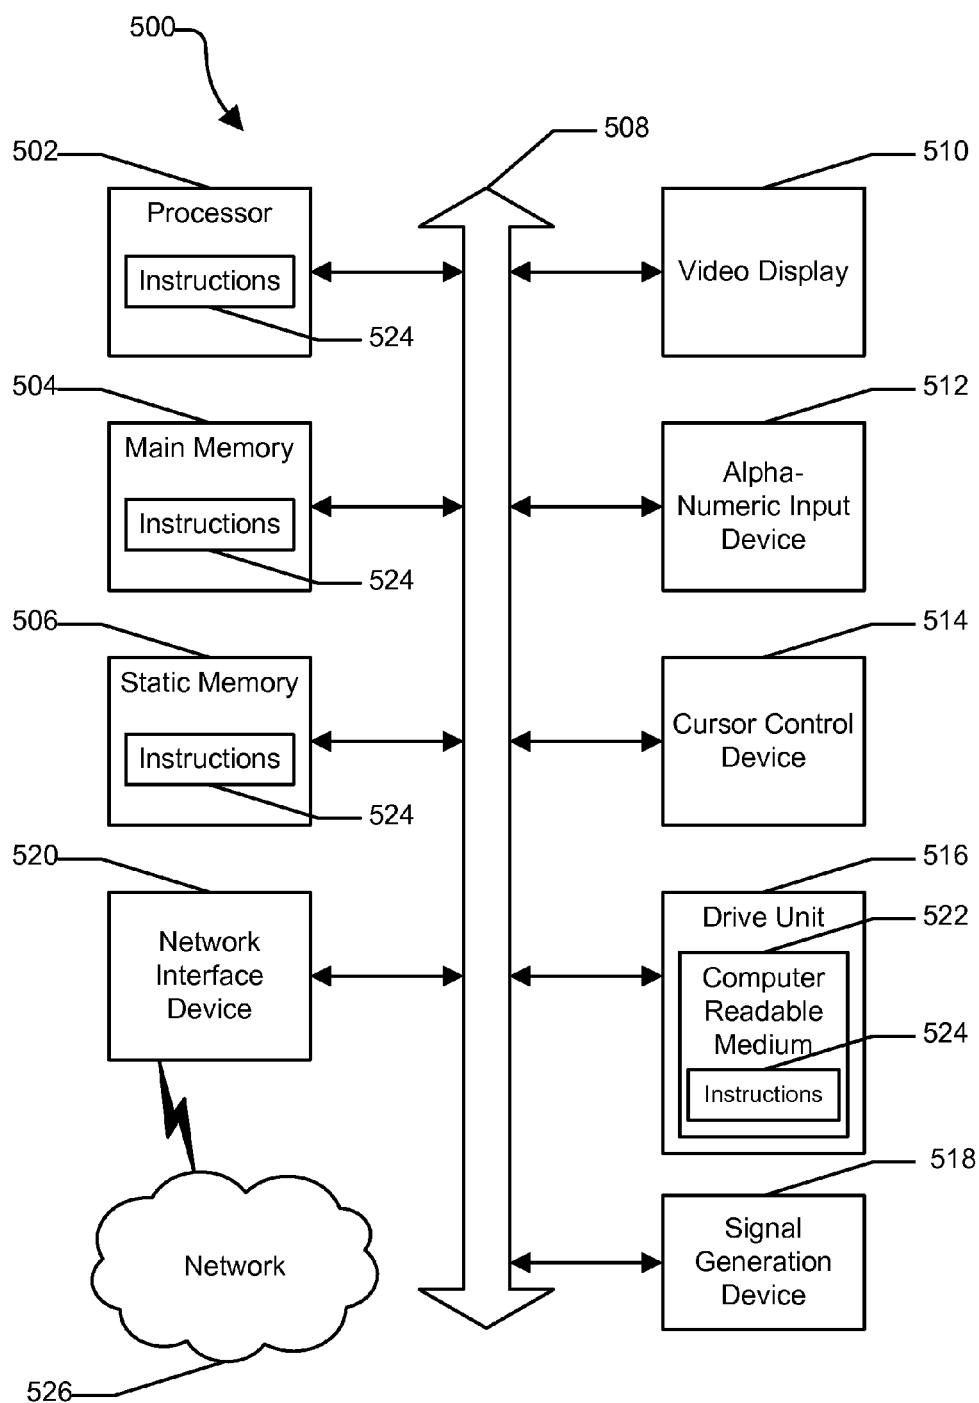 500
508
502
Processor
Instructions
524
510
Video Display
504
Main Memory
Instructions
524
512
Alpha-
Numeric Input
Device
506
Static Memory
Instructions
524
514
Cursor Control
Device
520
Network
Interface
Device
516
Drive Unit
522
Computer
Readable
Medium
524
Instructions
518
Signal
Generation
Device
Network
526